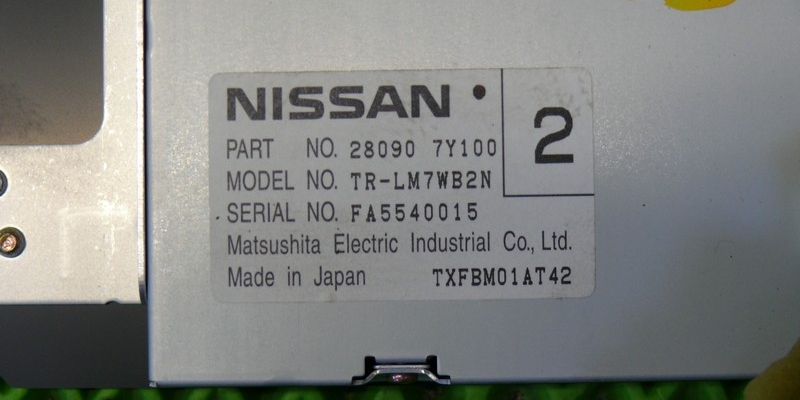 NISSAN
2
PART NO. 28090 7Y100
MODEL NO. TR-LM7WB2N
SERIAL NO. FA5540015
Matsushita Electric Industrial Co., Ltd.
Made in Japan TXFBM01AT42